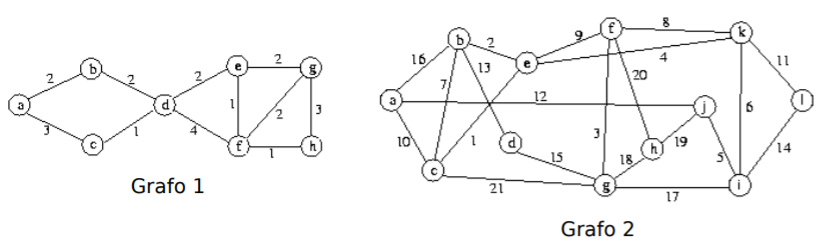 2 2 2 2
a b c d e f g h
3 1 4 1 2 3 1
Grafo 1
8
9
b 2 e f k
16 13 4 11
7 20
a 12 j l
d h 6
10 1 3 19
15 18 5 14
c 21 g 17 i
Grafo 2